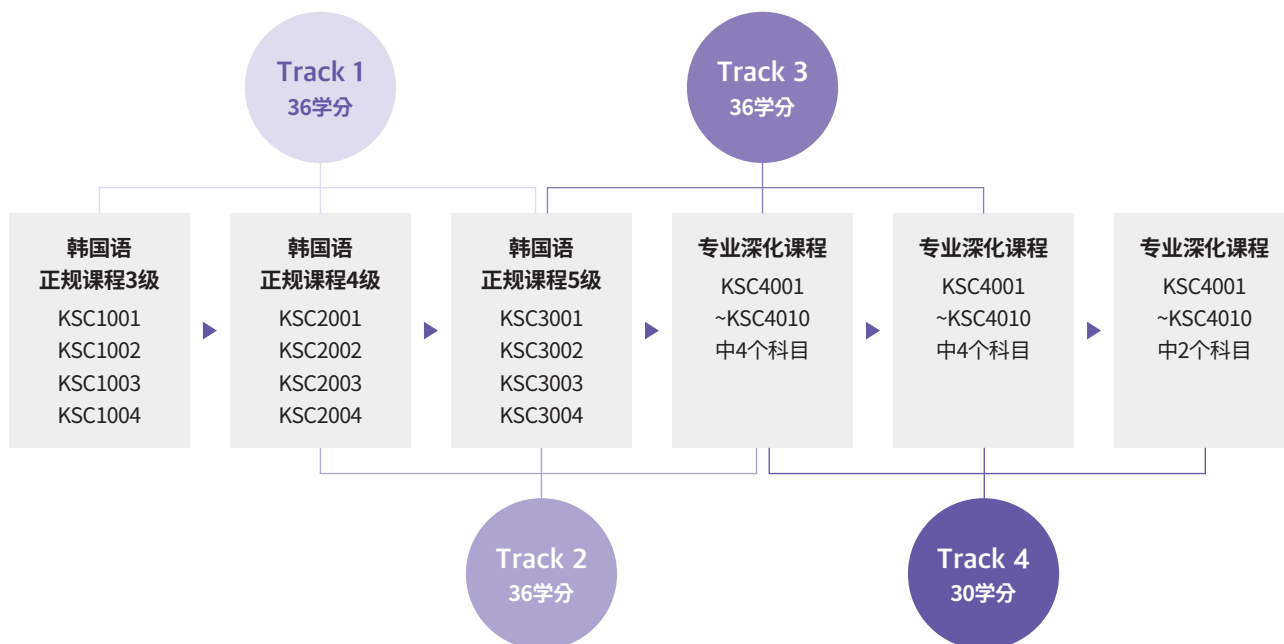 Track 1
36学分
Track 3
36学分
韩国语
正规课程3级
KSC1001
KSC1002
KSC1003
KSC1004
韩国语
正规课程4级
KSC2001
KSC2002
KSC2003
KSC2004
韩国语
正规课程5级
KSC3001
KSC3002
KSC3003
KSC3004
专业深化课程
KSC4001
~KSC4010
中4个科目
专业深化课程
KSC4001
~KSC4010
中4个科目
专业深化课程
KSC4001
~KSC4010
中2个科目
Track 2
36学分
Track 4
30学分